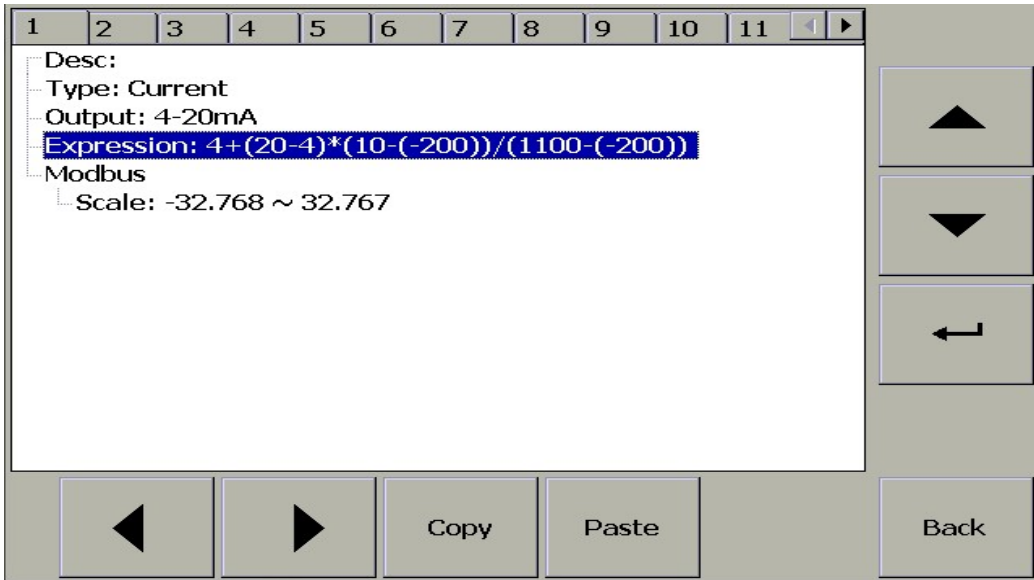 1 2 3 4 5 6 7 8 9 10 11
Desc:
Type: Current
Output: 4-20mA
Expression: 4+(20-4)*(10-(-200))/(1100-(-200))
Modbus
Scale: -32.768 ~ 32.767
Copy Paste Back